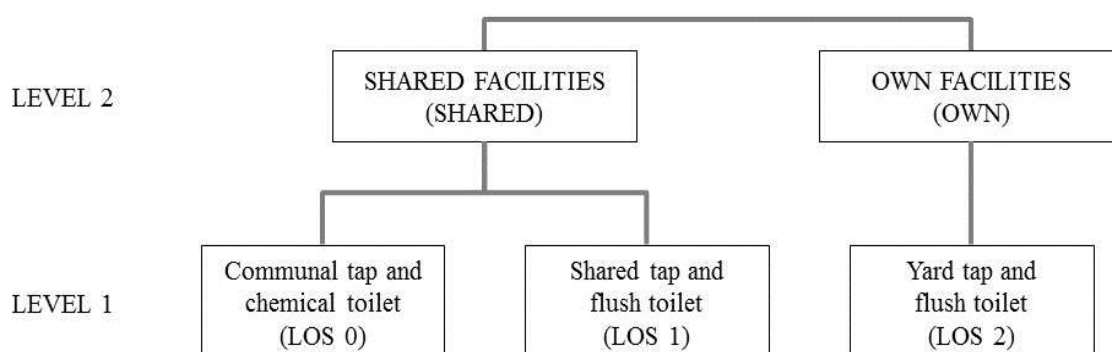 LEVEL 2
SHARED FACILITIES
(SHARED)
OWN FACILITIES
(OWN)
LEVEL 1
Communal tap and
chemical toilet
(LOS 0)
Shared tap and
flush toilet
(LOS 1)
Yard tap and
flush toilet
(LOS 2)